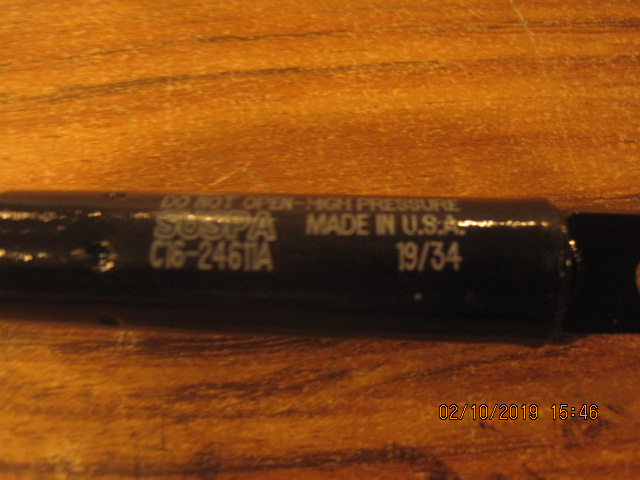 DO NOT OPEN-HIGH PRESSURE
SUSPA MADE IN U.S.A.
C16-24611A 19/34
02/10/2019 15:46